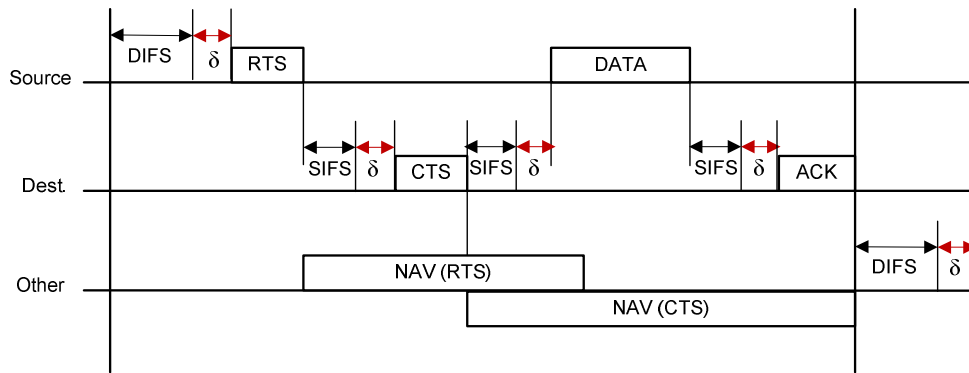 DIFS
δ
RTS
DATA
Source
SIFS
δ
CTS
SIFS
δ
SIFS
δ
ACK
Dest.
NAV (RTS)
DIFS
δ
Other
NAV (CTS)